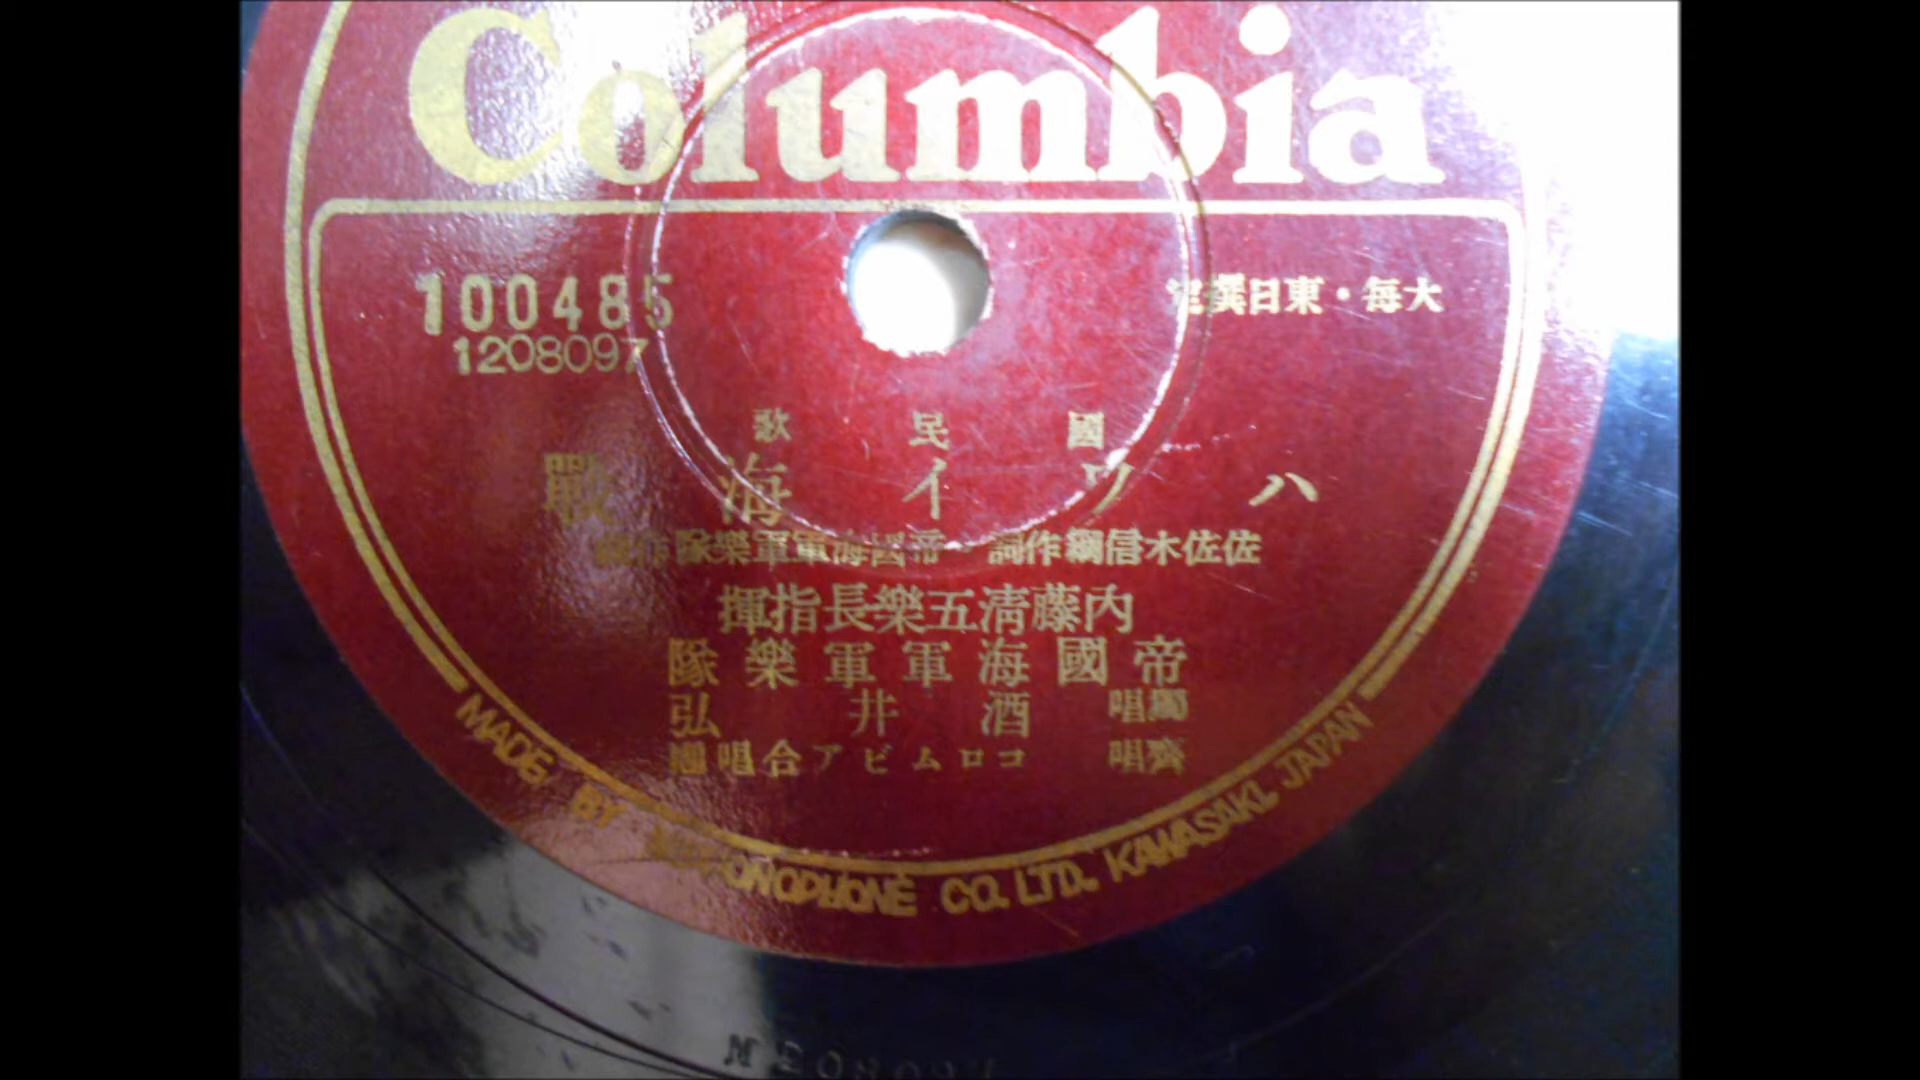 Columbia
100485
1208097
大毎・東日撰定
國民歌
ハワイ海戰
佐佐木信綱作詞・帝國海軍軍樂隊作曲
内藤淸五樂長指揮
帝國海軍軍樂隊
獨唱 酒井弘
齊唱 コロムビア合唱團
MADE BY NIPPONOPHONE CO. LTD. KAWASAKI, JAPAN